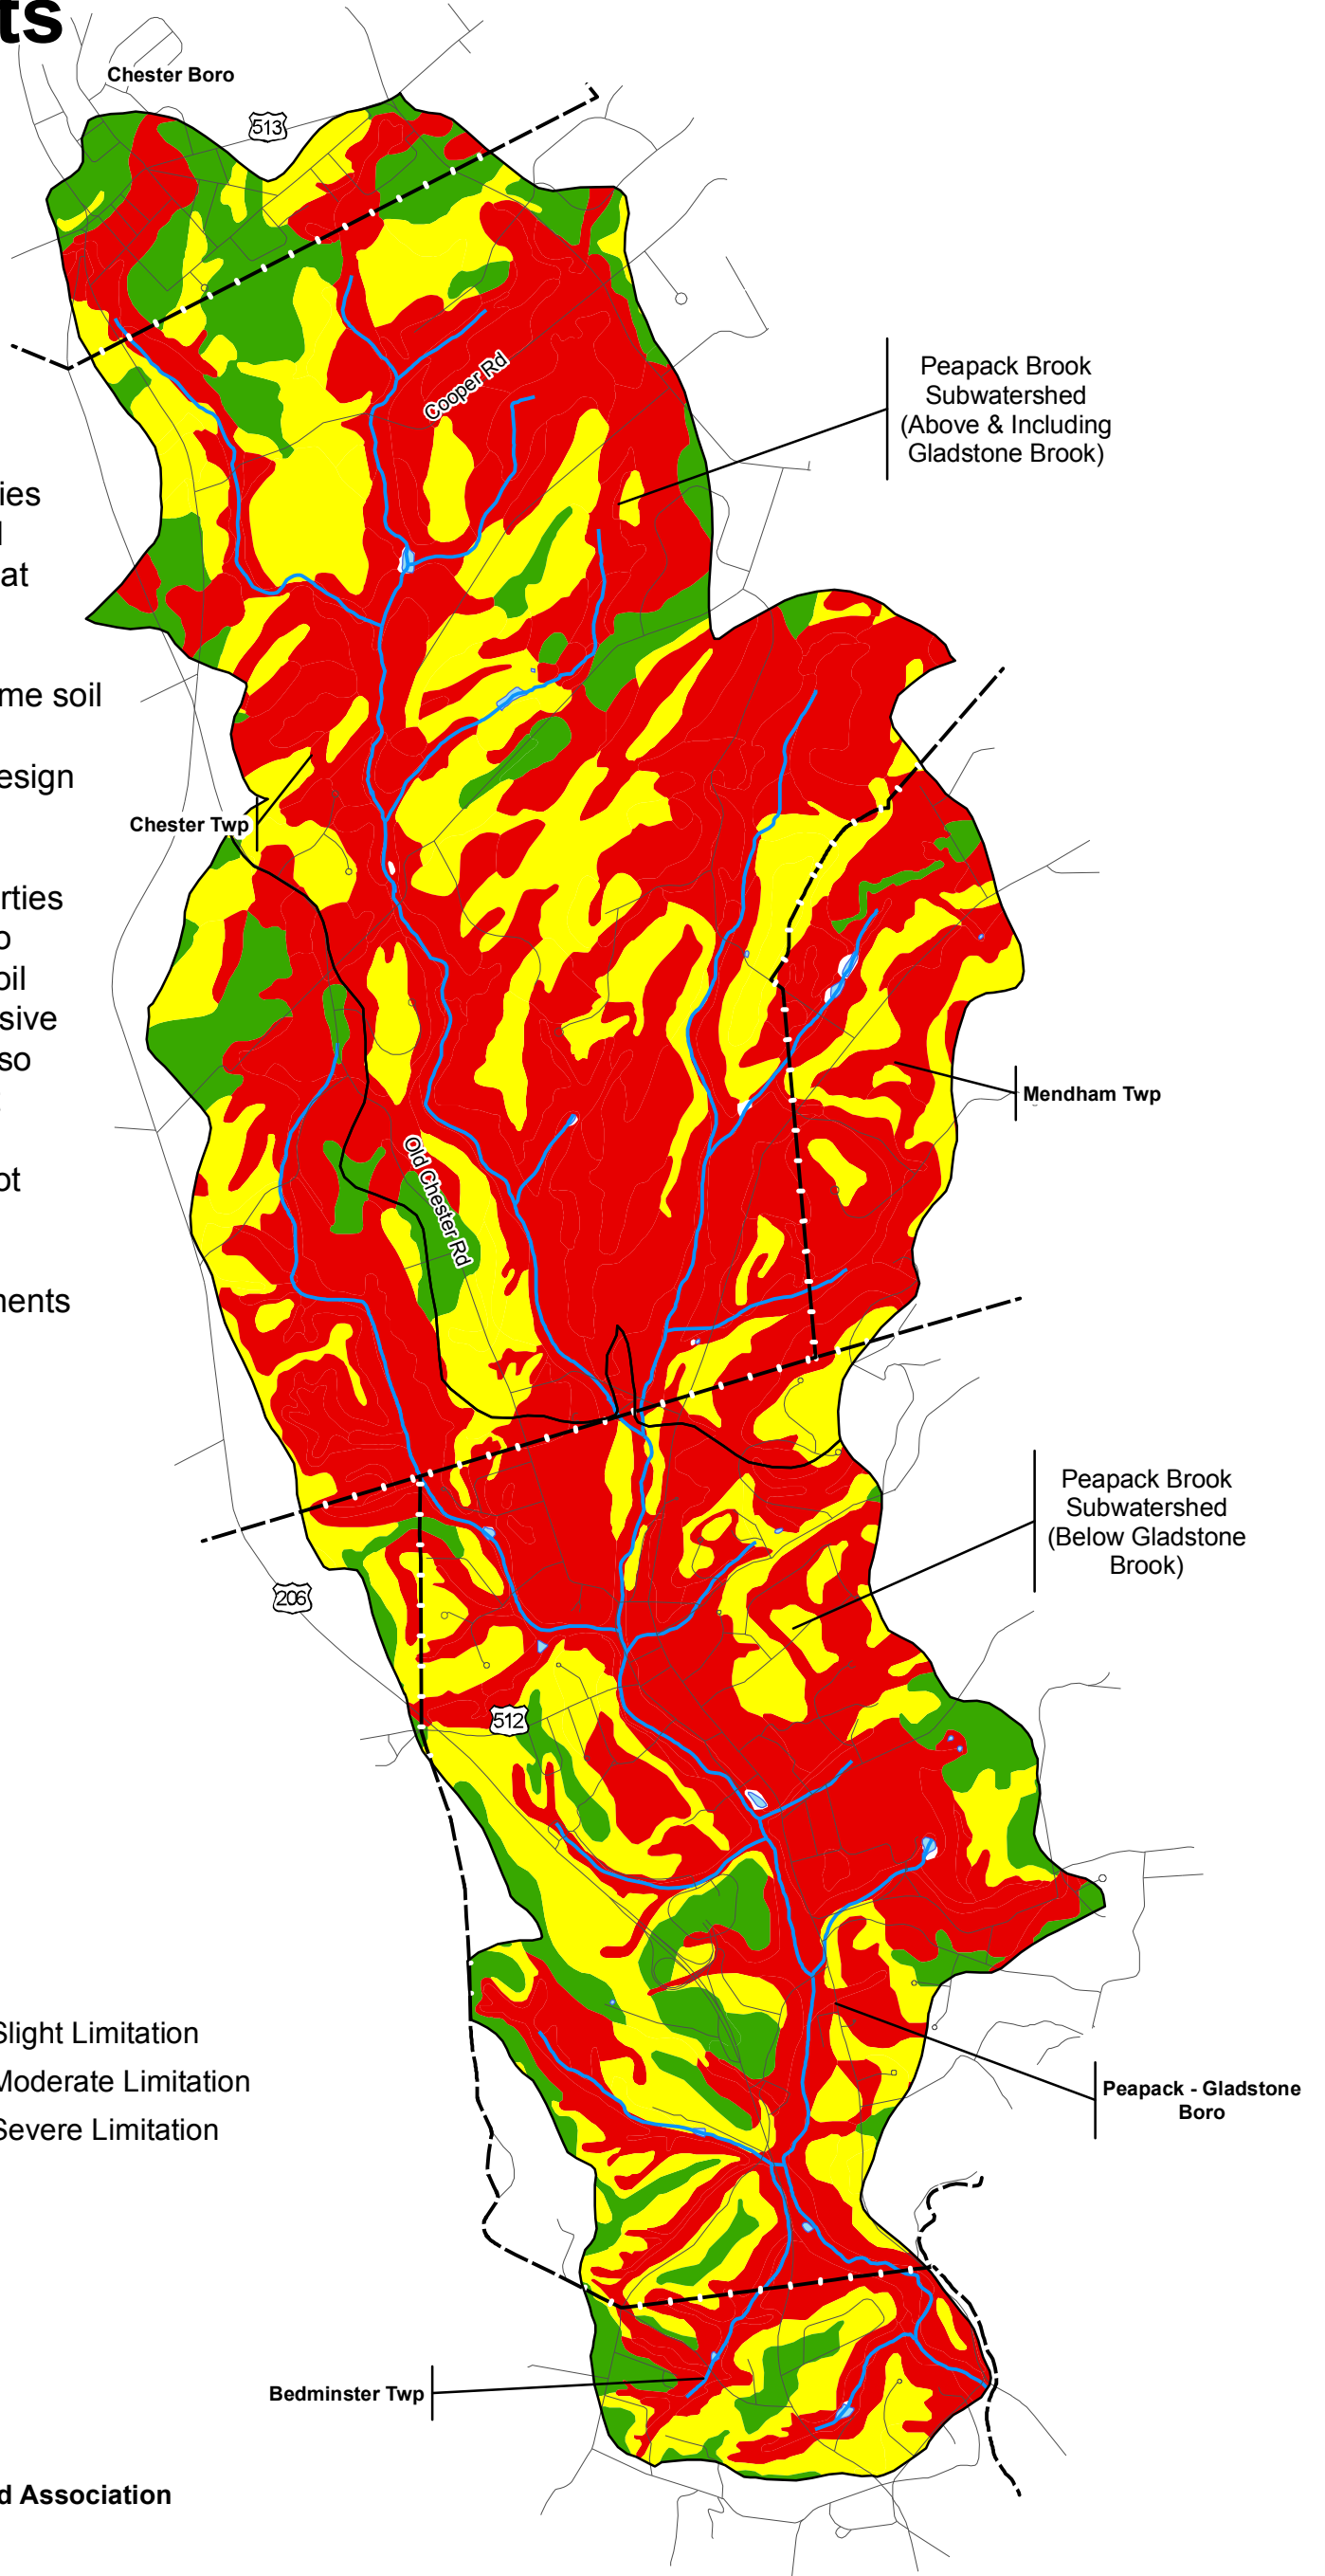 ts
Chester Boro
513
Cooper Rd
Peapack Brook
Subwatershed
(Above & Including
Gladstone Brook)
ies
l
at
me soil
esign
Chester Twp
rties
o
oil
sive
so
Mendham Twp
ot
Old Chester Rd
nents
Peapack Brook
Subwatershed
(Below Gladstone
Brook)
206
512
Slight Limitation
Moderate Limitation
Severe Limitation
Peapack - Gladstone
Boro
Bedminster Twp
d Association